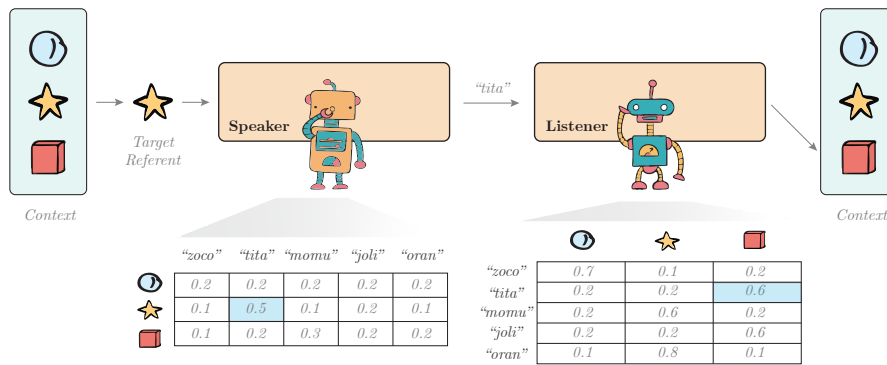 “tita”
Speaker
Listener
Target
Referent
Context
Context
“zoco” “tita” “momu” “joli” “oran”
0.2 0.2 0.2 0.2 0.2
0.1 0.5 0.1 0.2 0.1
0.1 0.2 0.3 0.2 0.2
“zoco” 0.7 0.1 0.2
“tita” 0.2 0.2 0.6
“momu” 0.2 0.6 0.2
“joli” 0.2 0.2 0.6
“oran” 0.1 0.8 0.1